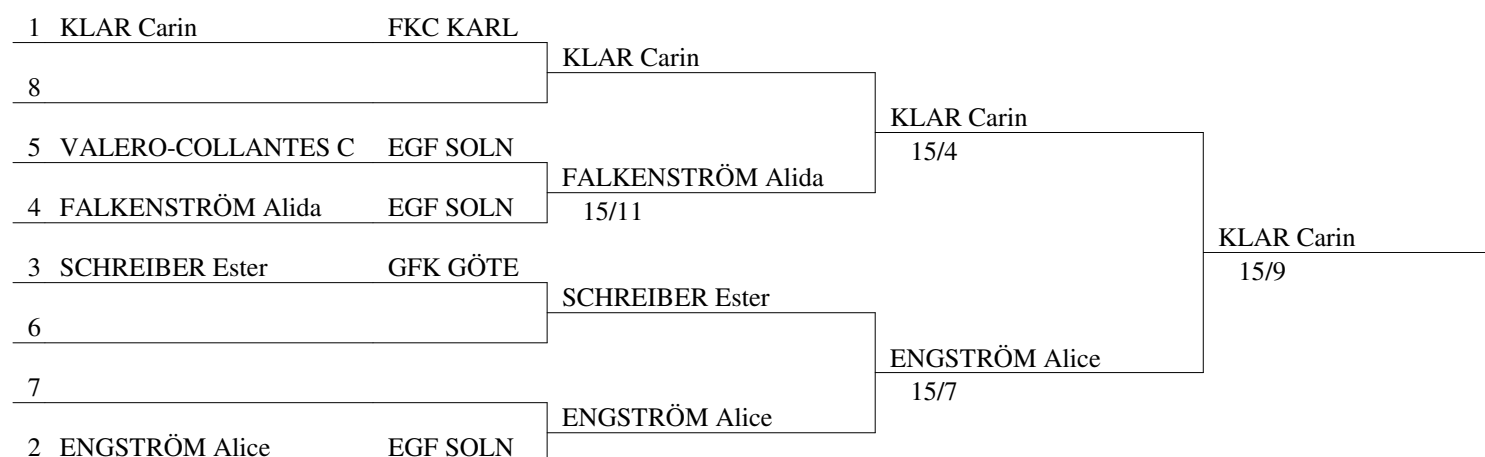 1 KLAR Carin FKC KARL
8
5 VALERO-COLLANTES C EGF SOLN
4 FALKENSTRÖM Alida EGF SOLN
3 SCHREIBER Ester GFK GÖTE
6
7
2 ENGSTRÖM Alice EGF SOLN
KLAR Carin
FALKENSTRÖM Alida
15/11
SCHREIBER Ester
ENGSTRÖM Alice
KLAR Carin
15/4
ENGSTRÖM Alice
15/7
KLAR Carin
15/9